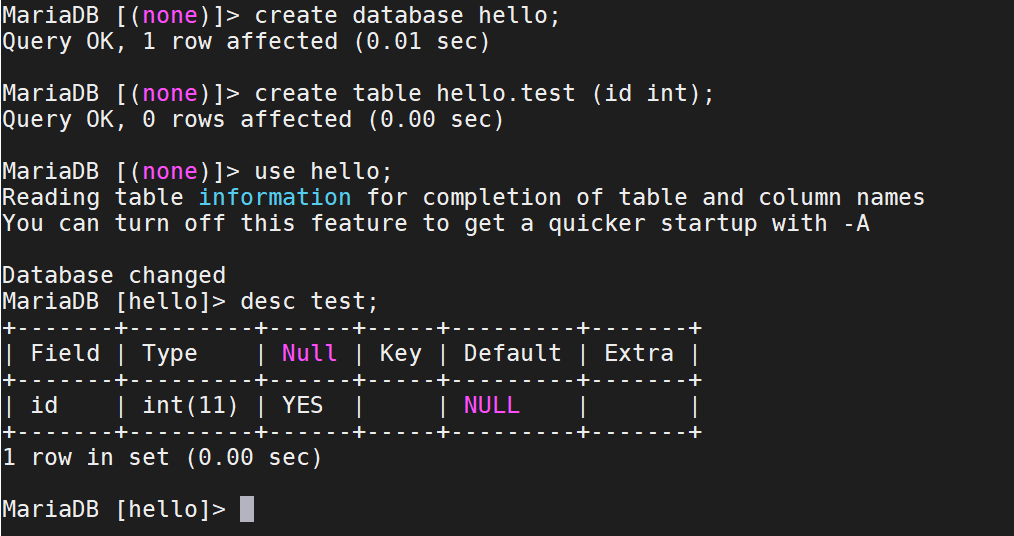 MariaDB [(none)]> create database hello;
Query OK, 1 row affected (0.01 sec)
MariaDB [(none)]> create table hello.test (id int);
Query OK, 0 rows affected (0.00 sec)
MariaDB [(none)]> use hello;
Reading table information for completion of table and column names
You can turn off this feature to get a quicker startup with -A
Database changed
MariaDB [hello]> desc test;
+-------+---------+------+-----+---------+-------+
| Field | Type    | Null | Key | Default | Extra |
+-------+---------+------+-----+---------+-------+
| id    | int(11) | YES  |     | NULL    |       |
+-------+---------+------+-----+---------+-------+
1 row in set (0.00 sec)
MariaDB [hello]>